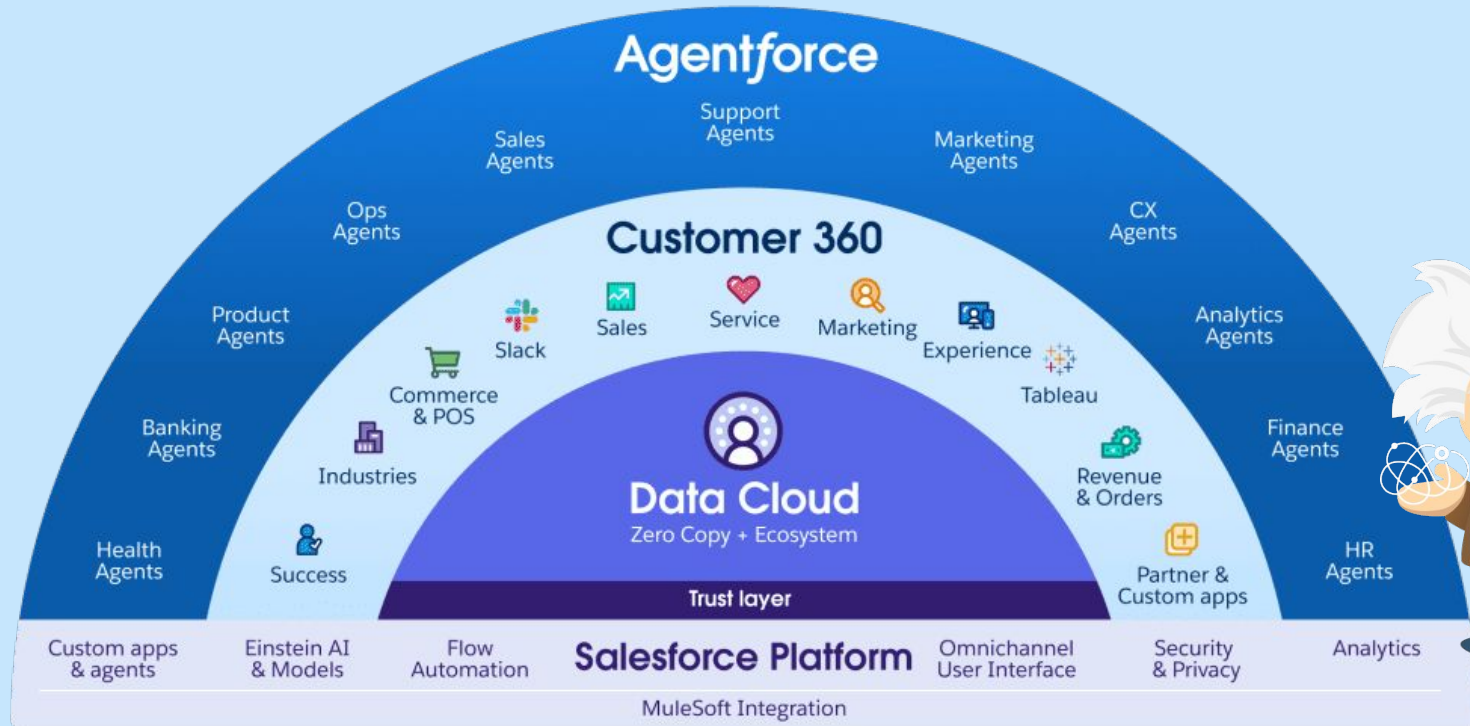 Agentforce
Health
Agents
Banking
Agents
Product
Agents
Ops
Agents
Sales
Agents
Support
Agents
Marketing
Agents
CX
Agents
Analytics
Agents
Finance
Agents
HR
Agents
Customer 360
Success
Industries
Commerce
& POS
Slack
Sales
Service
Marketing
Experience
Tableau
Revenue
& Orders
Partner &
Custom apps
Data Cloud
Zero Copy + Ecosystem
Trust layer
Custom apps
& agents
Einstein AI
& Models
Flow
Automation
Salesforce Platform
Omnichannel
User Interface
Security
& Privacy
Analytics
MuleSoft Integration